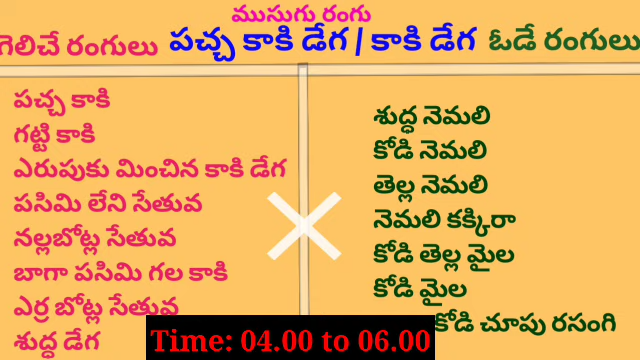 ముసుగు రంగు
గెలిచే రంగులు పచ్చ కాకి డేగ / కాకి డేగ ఓడే రంగులు
పచ్చ కాకి
గట్టి కాకి
ఎరుపుకు మించిన కాకి డేగ
పసిమి లేని సేతువ
నల్లబోట్ల సేతువ
బాగా పసిమి గల కాకి
ఎర్ర బోట్ల సేతువ
శుద్ధ డేగ
శుద్ధ నెమలి
కోడి నెమలి
తెల్ల నెమలి
నెమలి కక్కిరా
కోడి తెల్ల మైల
కోడి మైల
కోడి చూపు రసంగి
Time: 04.00 to 06.00